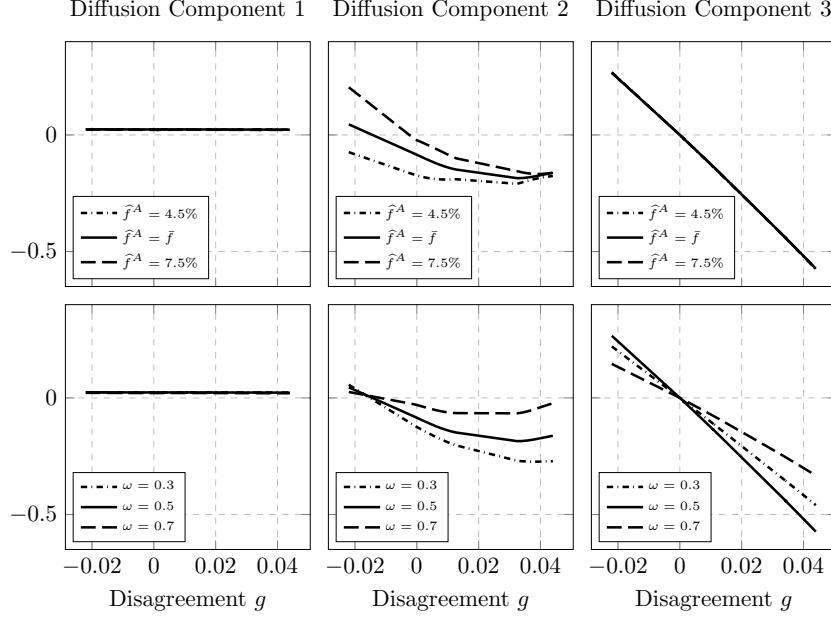 Diffusion Component 1 Diffusion Component 2 Diffusion Component 3
0
−0.5
f̂^A = 4.5%
f̂^A = f̄
f̂^A = 7.5%
f̂^A = 4.5%
f̂^A = f̄
f̂^A = 7.5%
f̂^A = 4.5%
f̂^A = f̄
f̂^A = 7.5%
0
−0.5
ω = 0.3
ω = 0.5
ω = 0.7
ω = 0.3
ω = 0.5
ω = 0.7
ω = 0.3
ω = 0.5
ω = 0.7
−0.02 0 0.02 0.04 −0.02 0 0.02 0.04 −0.02 0 0.02 0.04
Disagreement g Disagreement g Disagreement g